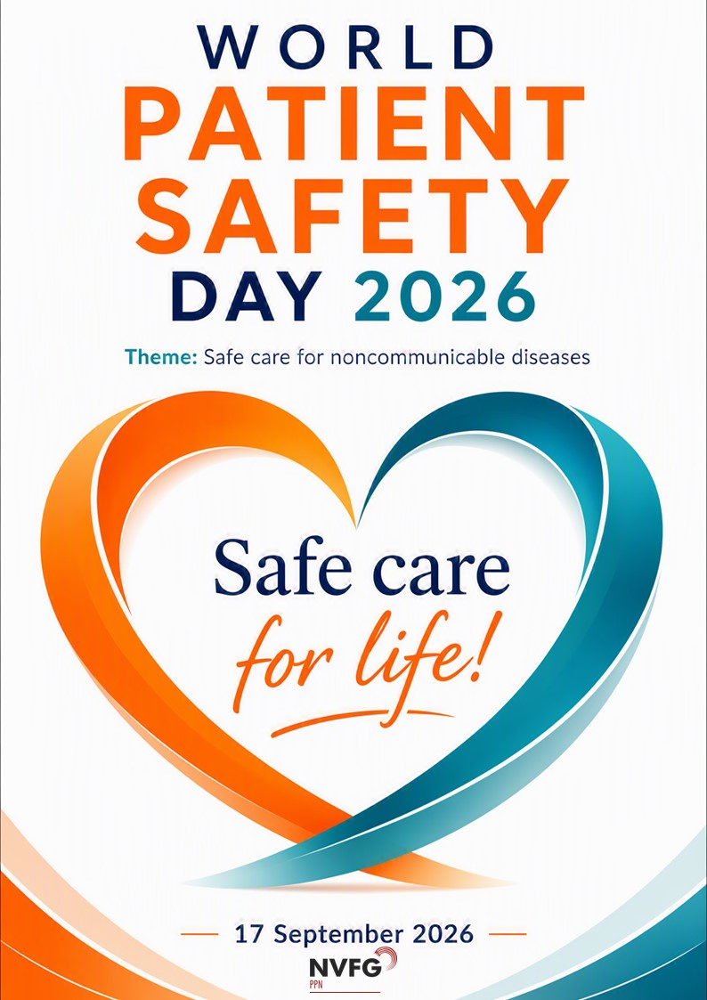 WORLD
PATIENT
SAFETY
DAY 2026
Theme: Safe care for noncommunicable diseases
Safe care
for life!
17 September 2026
NVFG
PPN